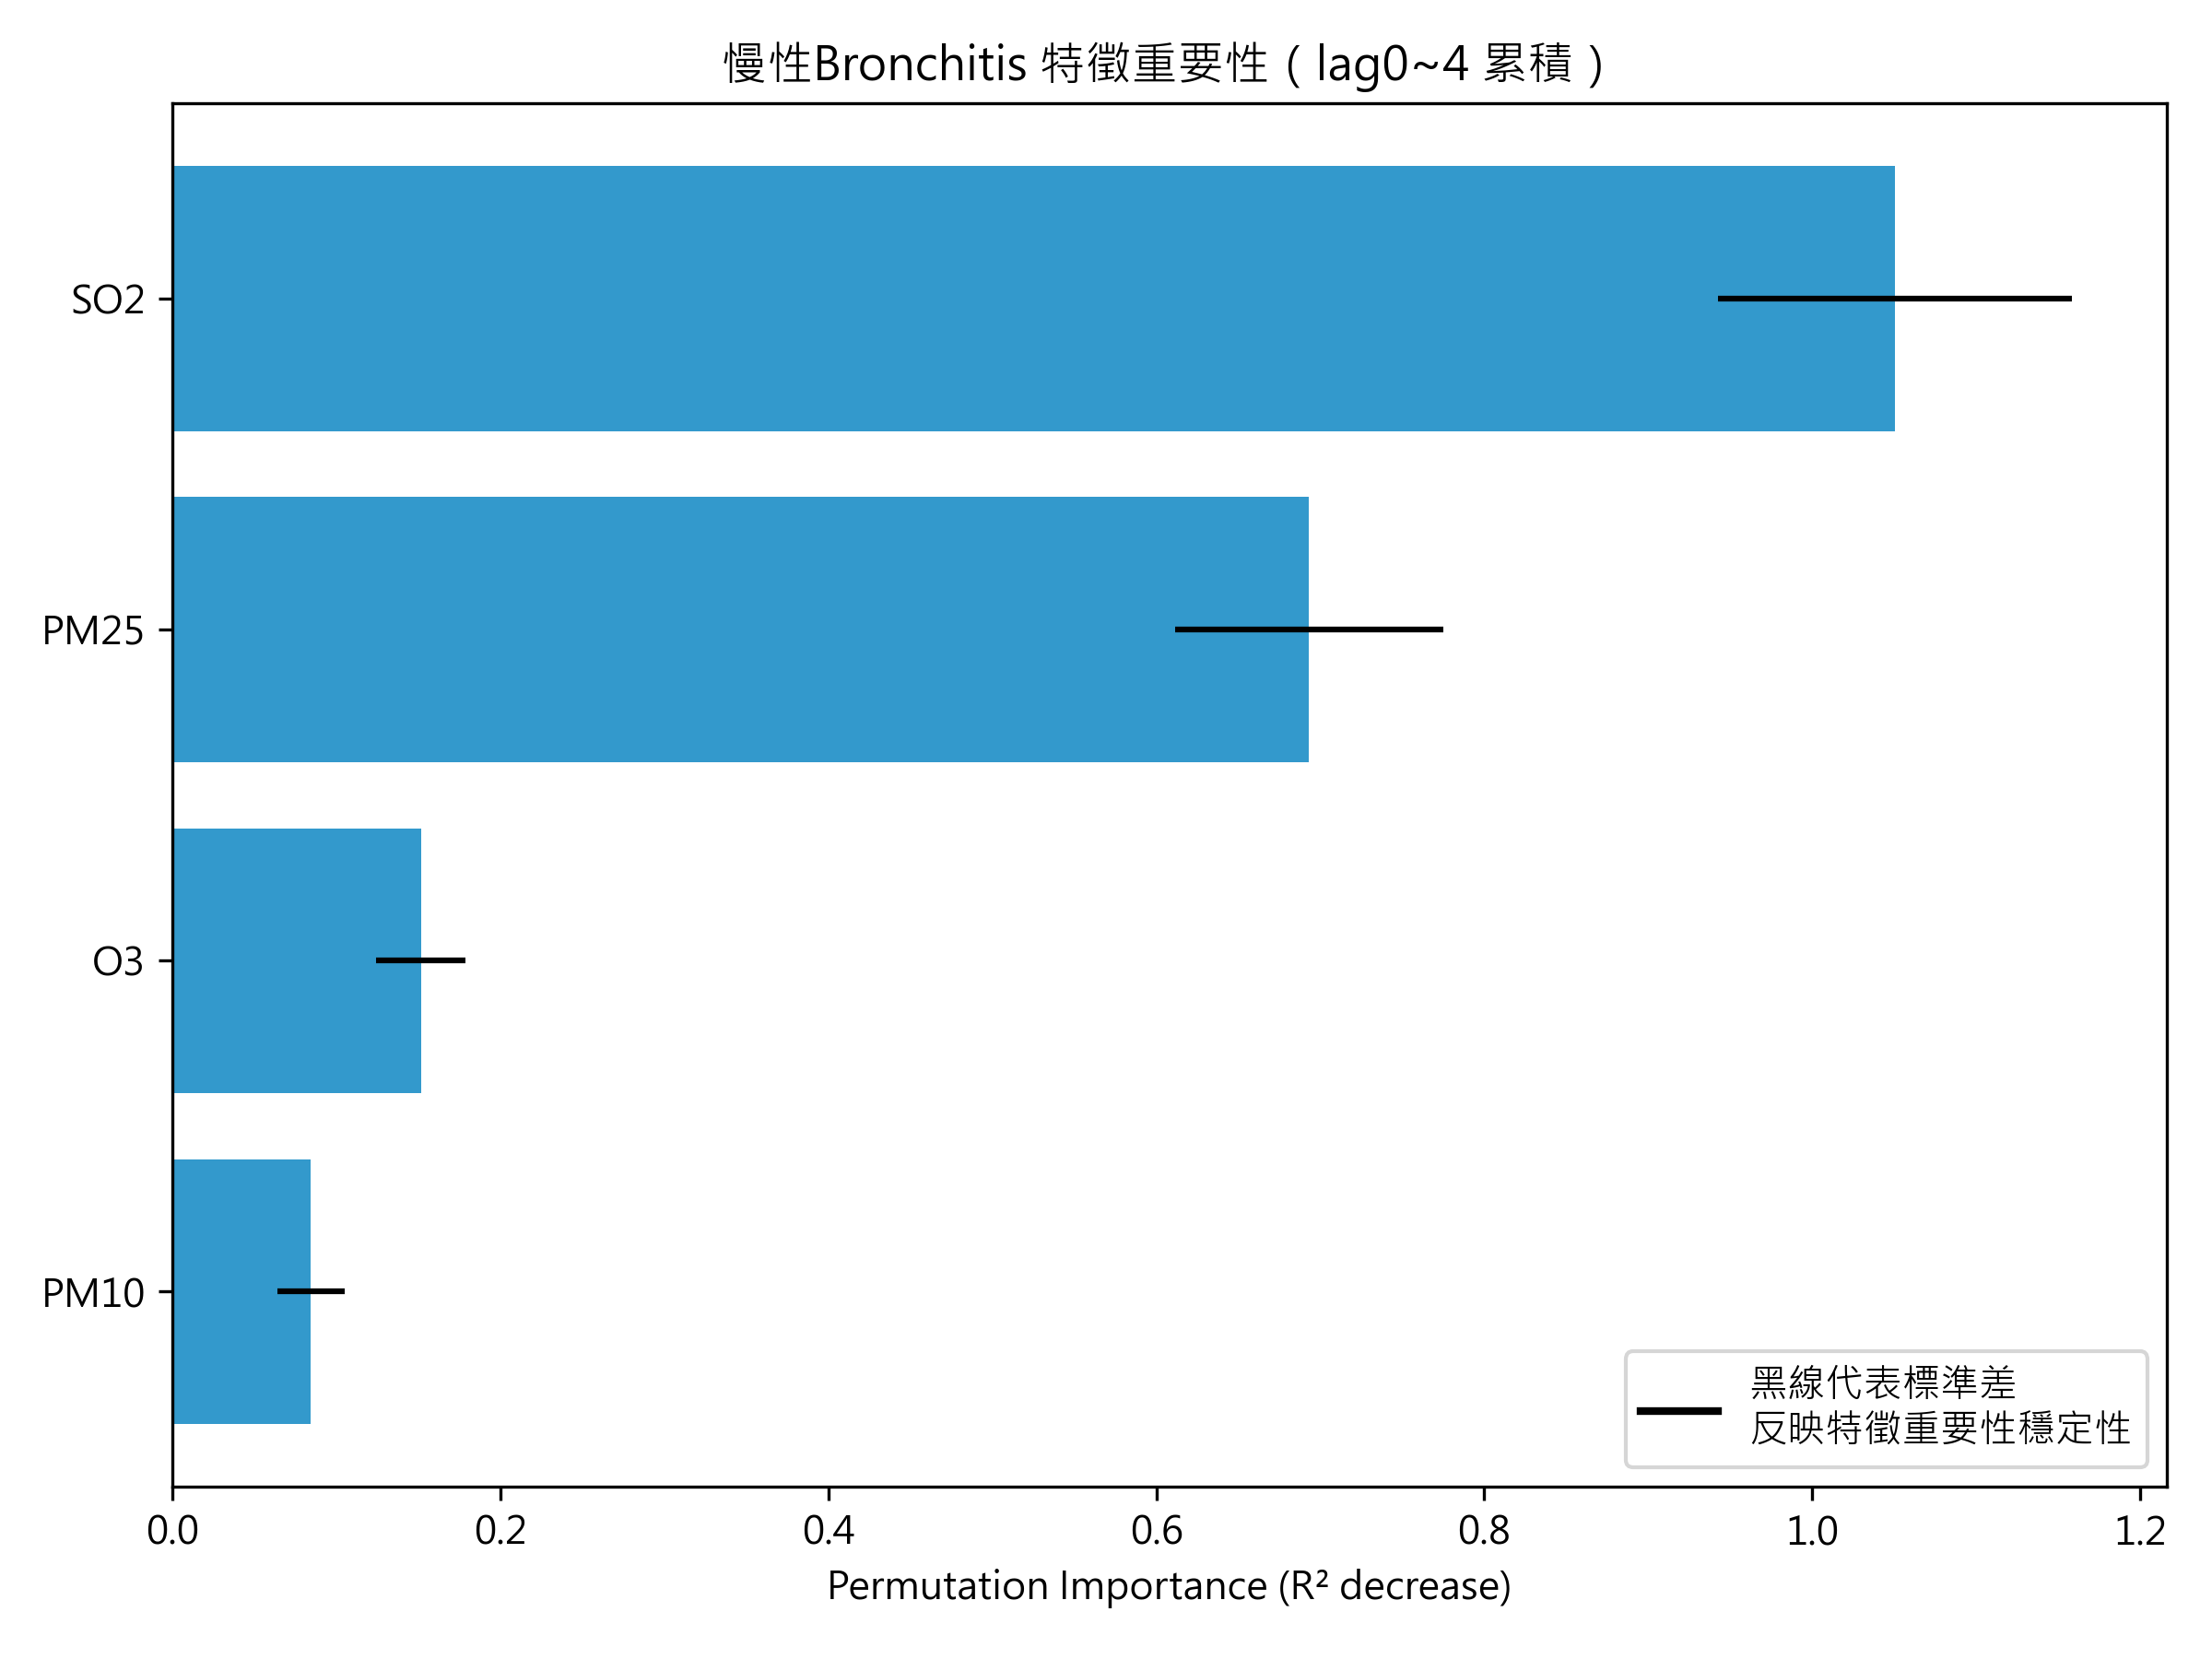 慢性Bronchitis 特徵重要性（lag0~4 累積）
SO2
PM25
O3
PM10
黑線代表標準差
反映特徵重要性穩定性
0.0 0.2 0.4 0.6 0.8 1.0 1.2
Permutation Importance (R² decrease)